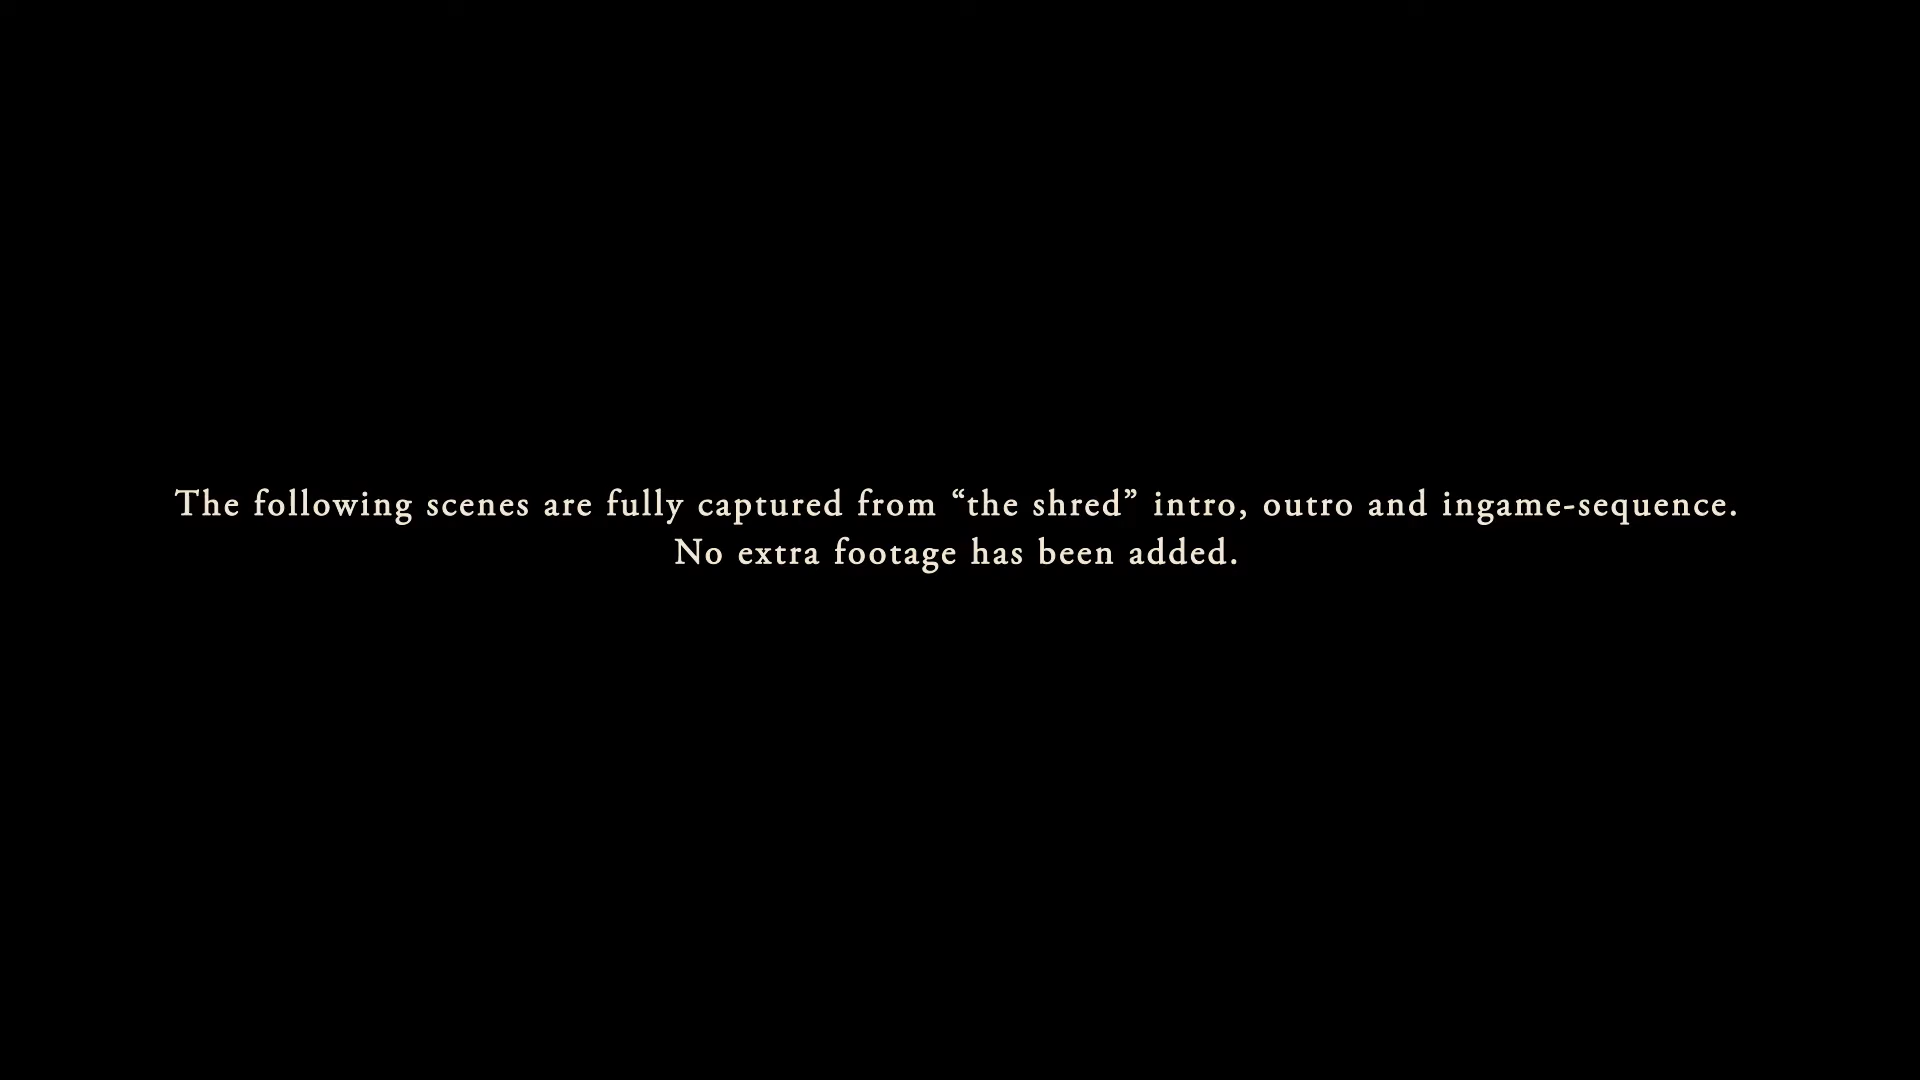 The following scenes are fully captured from “the shred” intro, outro and ingame-sequence.
No extra footage has been added.